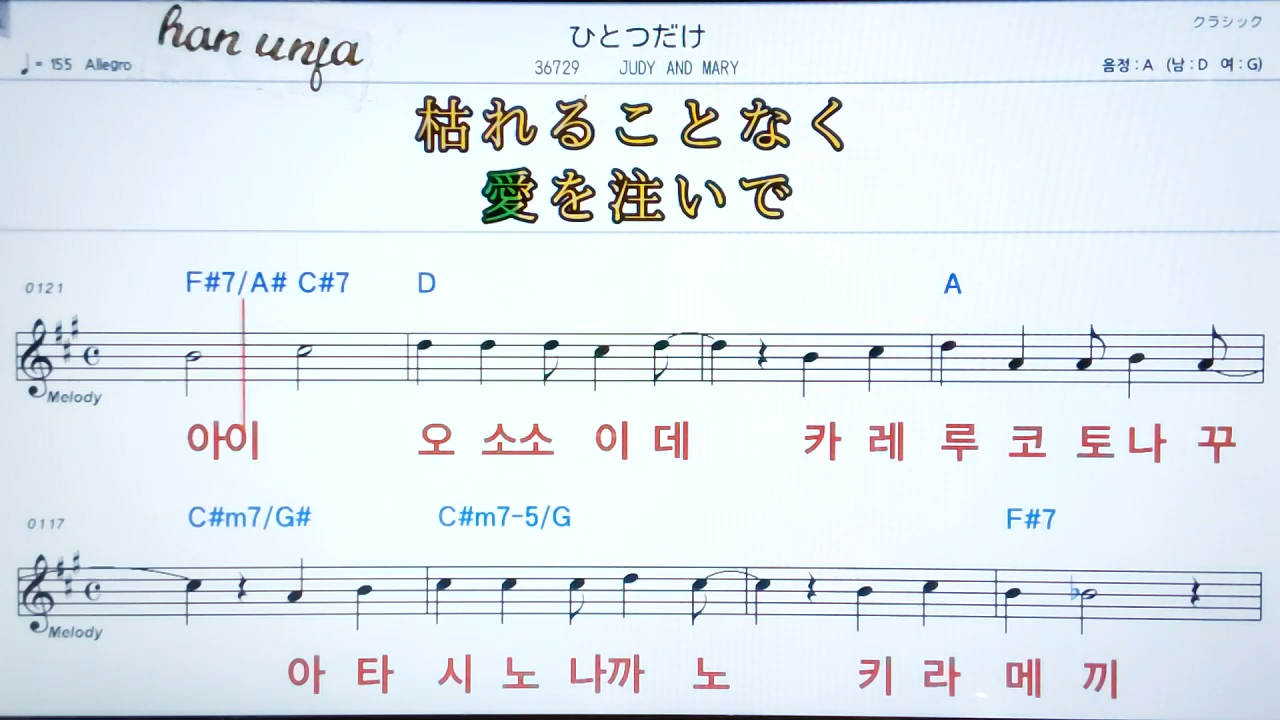 han unfa
ひとつだけ
クラシック
♩= 155 Allegro
36729 JUDY AND MARY
음정 : A (남 : D 여 : G)
枯れることなく
愛を注いで
0121 F#7/A# C#7 D A
Melody
아이 오 소소 이 데 카 레 루 코 토 나 꾸
0117 C#m7/G# C#m7-5/G F#7
Melody
아 타 시 노 나까 노 키 라 메 끼